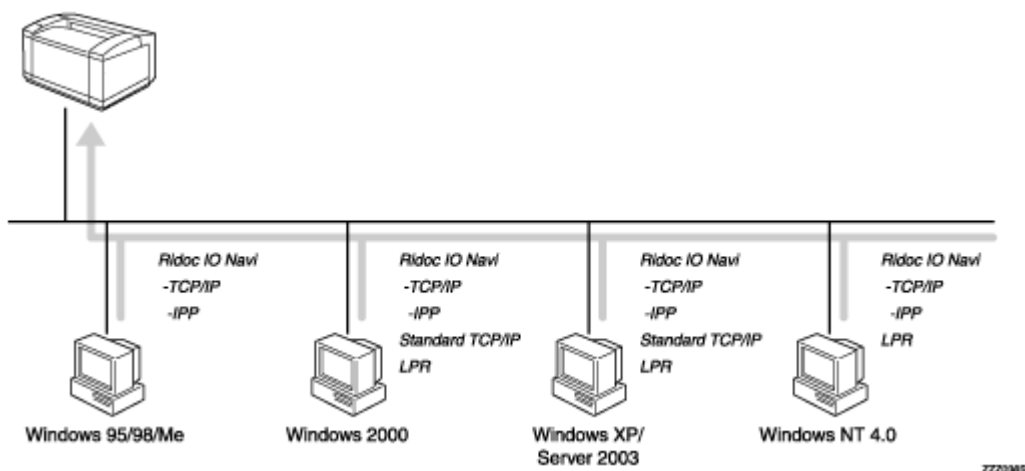 Ridoc IO Navi
-TCP/IP
-IPP
Ridoc IO Navi
-TCP/IP
-IPP
Standard TCP/IP
LPR
Ridoc IO Navi
-TCP/IP
-IPP
Standard TCP/IP
LPR
Ridoc IO Navi
-TCP/IP
-IPP
LPR
Windows 95/98/Me
Windows 2000
Windows XP/
Server 2003
Windows NT 4.0